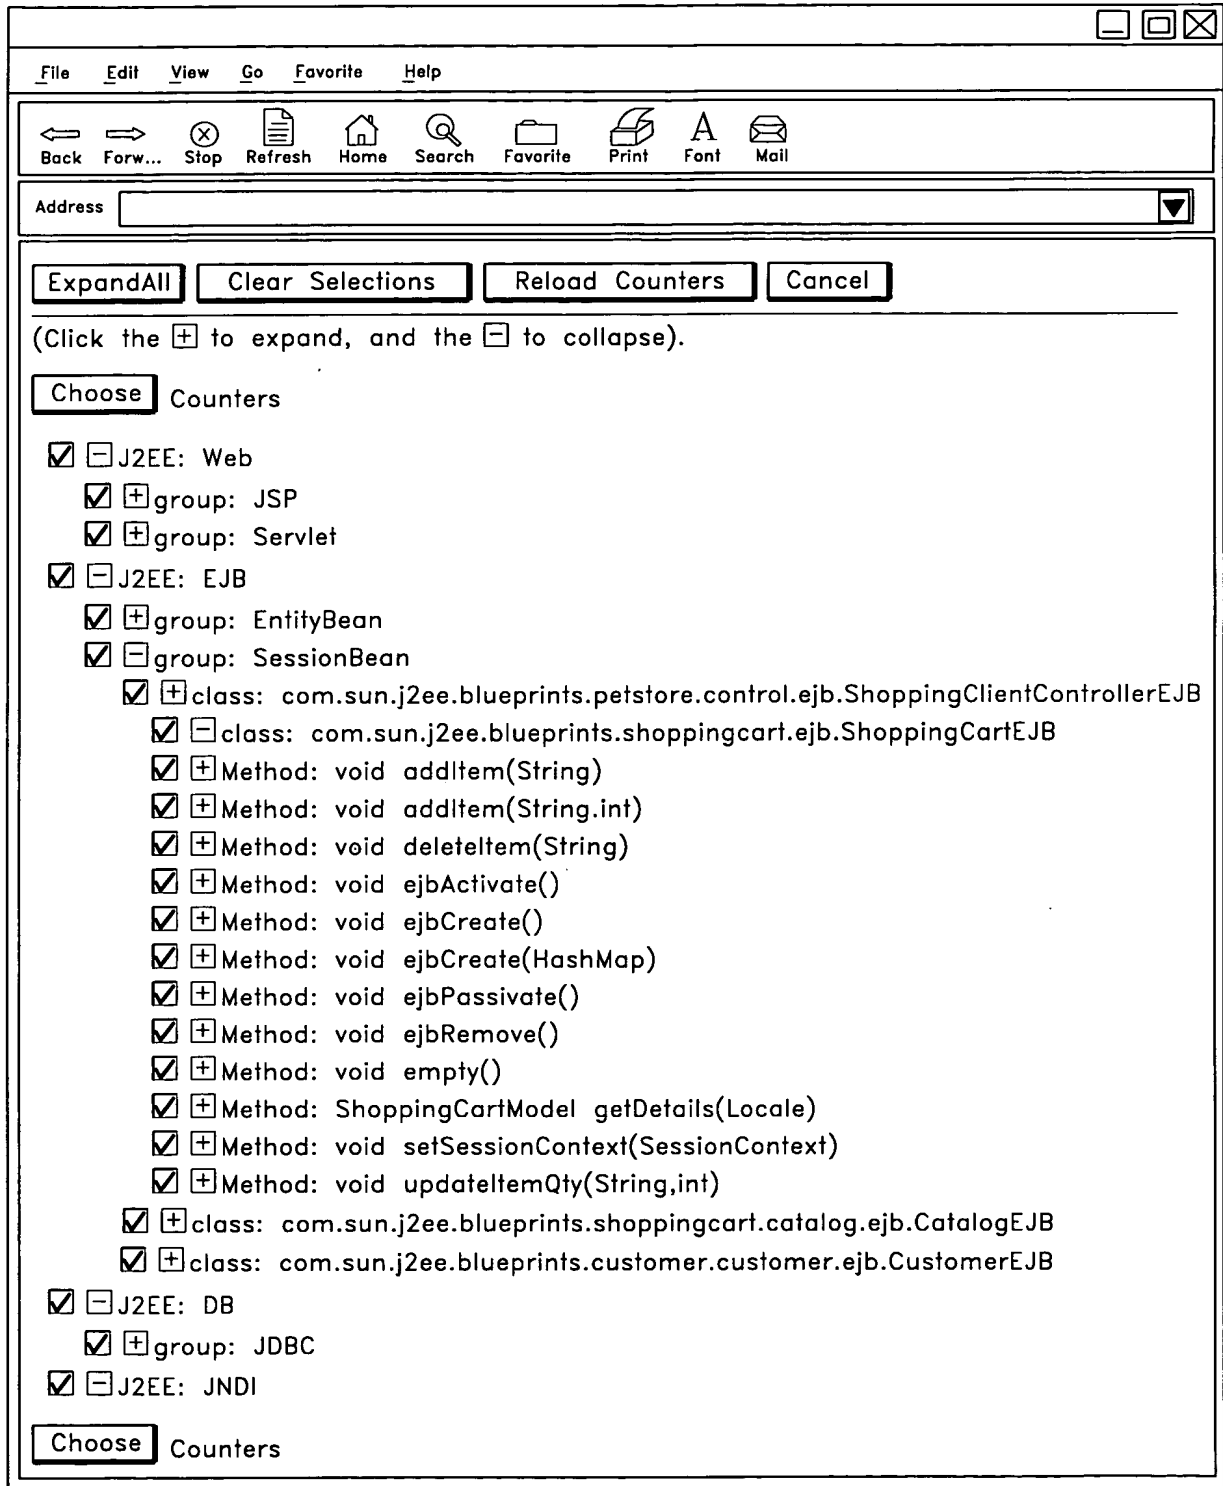 File Edit View Go Favorite Help
Back Forw... Stop Refresh Home Search Favorite Print Font Mail
Address
ExpandAll Clear Selections Reload Counters Cancel
(Click the + to expand, and the - to collapse).
Choose Counters
J2EE: Web
group: JSP
group: Servlet
J2EE: EJB
group: EntityBean
group: SessionBean
class: com.sun.j2ee.blueprints.petstore.control.ejb.ShoppingClientControllerEJB
class: com.sun.j2ee.blueprints.shoppingcart.ejb.ShoppingCartEJB
Method: void addItem(String)
Method: void addItem(String.int)
Method: void deleteItem(String)
Method: void ejbActivate()
Method: void ejbCreate()
Method: void ejbCreate(HashMap)
Method: void ejbPassivate()
Method: void ejbRemove()
Method: void empty()
Method: ShoppingCartModel getDetails(Locale)
Method: void setSessionContext(SessionContext)
Method: void updateItemQty(String,int)
class: com.sun.j2ee.blueprints.shoppingcart.catalog.ejb.CatalogEJB
class: com.sun.j2ee.blueprints.customer.customer.ejb.CustomerEJB
J2EE: DB
group: JDBC
J2EE: JNDI
Choose Counters